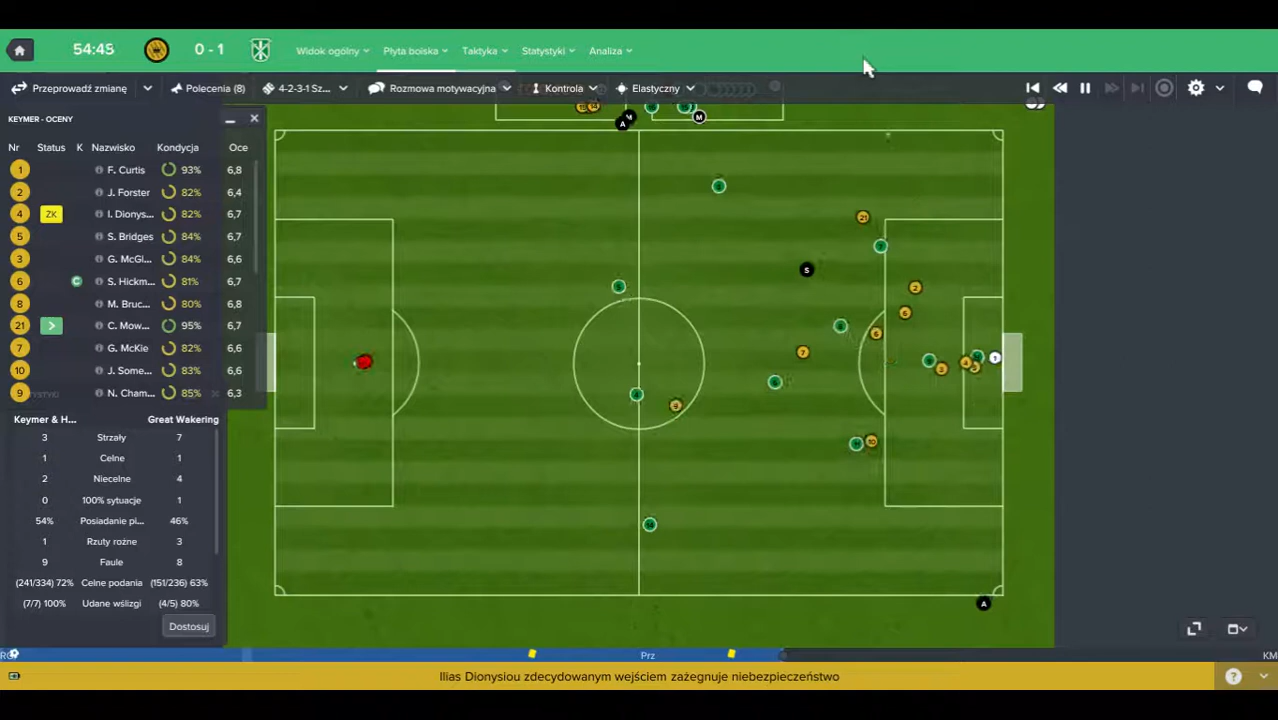 54:45 0 - 1 Widok ogólny Płyta boiska Taktyka Statystyki Analiza
Przeprowadź zmianę Polecenia (8) 4-2-3-1 Sz... Rozmowa motywacyjna Kontrola Elastyczny
KEYMER - OCENY
Nr Status K Nazwisko Kondycja Oce
1 F. Curtis 93% 6,8
2 J. Forster 82% 6,4
4 ZK I. Dionys... 82% 6,7
5 S. Bridges 84% 6,7
3 G. McGl... 84% 6,6
6 C S. Hickm... 81% 6,7
8 M. Bruc... 80% 6,8
21 C. Mow... 95% 6,7
7 G. McKie 82% 6,6
10 J. Some... 83% 6,6
9 N. Cham... 85% 6,3
Keymer & H... Great Wakering
3 Strzały 7
1 Celne 1
2 Niecelne 4
0 100% sytuacje 1
54% Posiadanie pi... 46%
1 Rzuty rożne 3
9 Faule 8
(241/334) 72% Celne podania (151/236) 63%
(7/7) 100% Udane wślizgi (4/5) 80%
Dostosuj
Prz KM
Ilias Dionysiou zdecydowanym wejściem zażegnuje niebezpieczeństwo